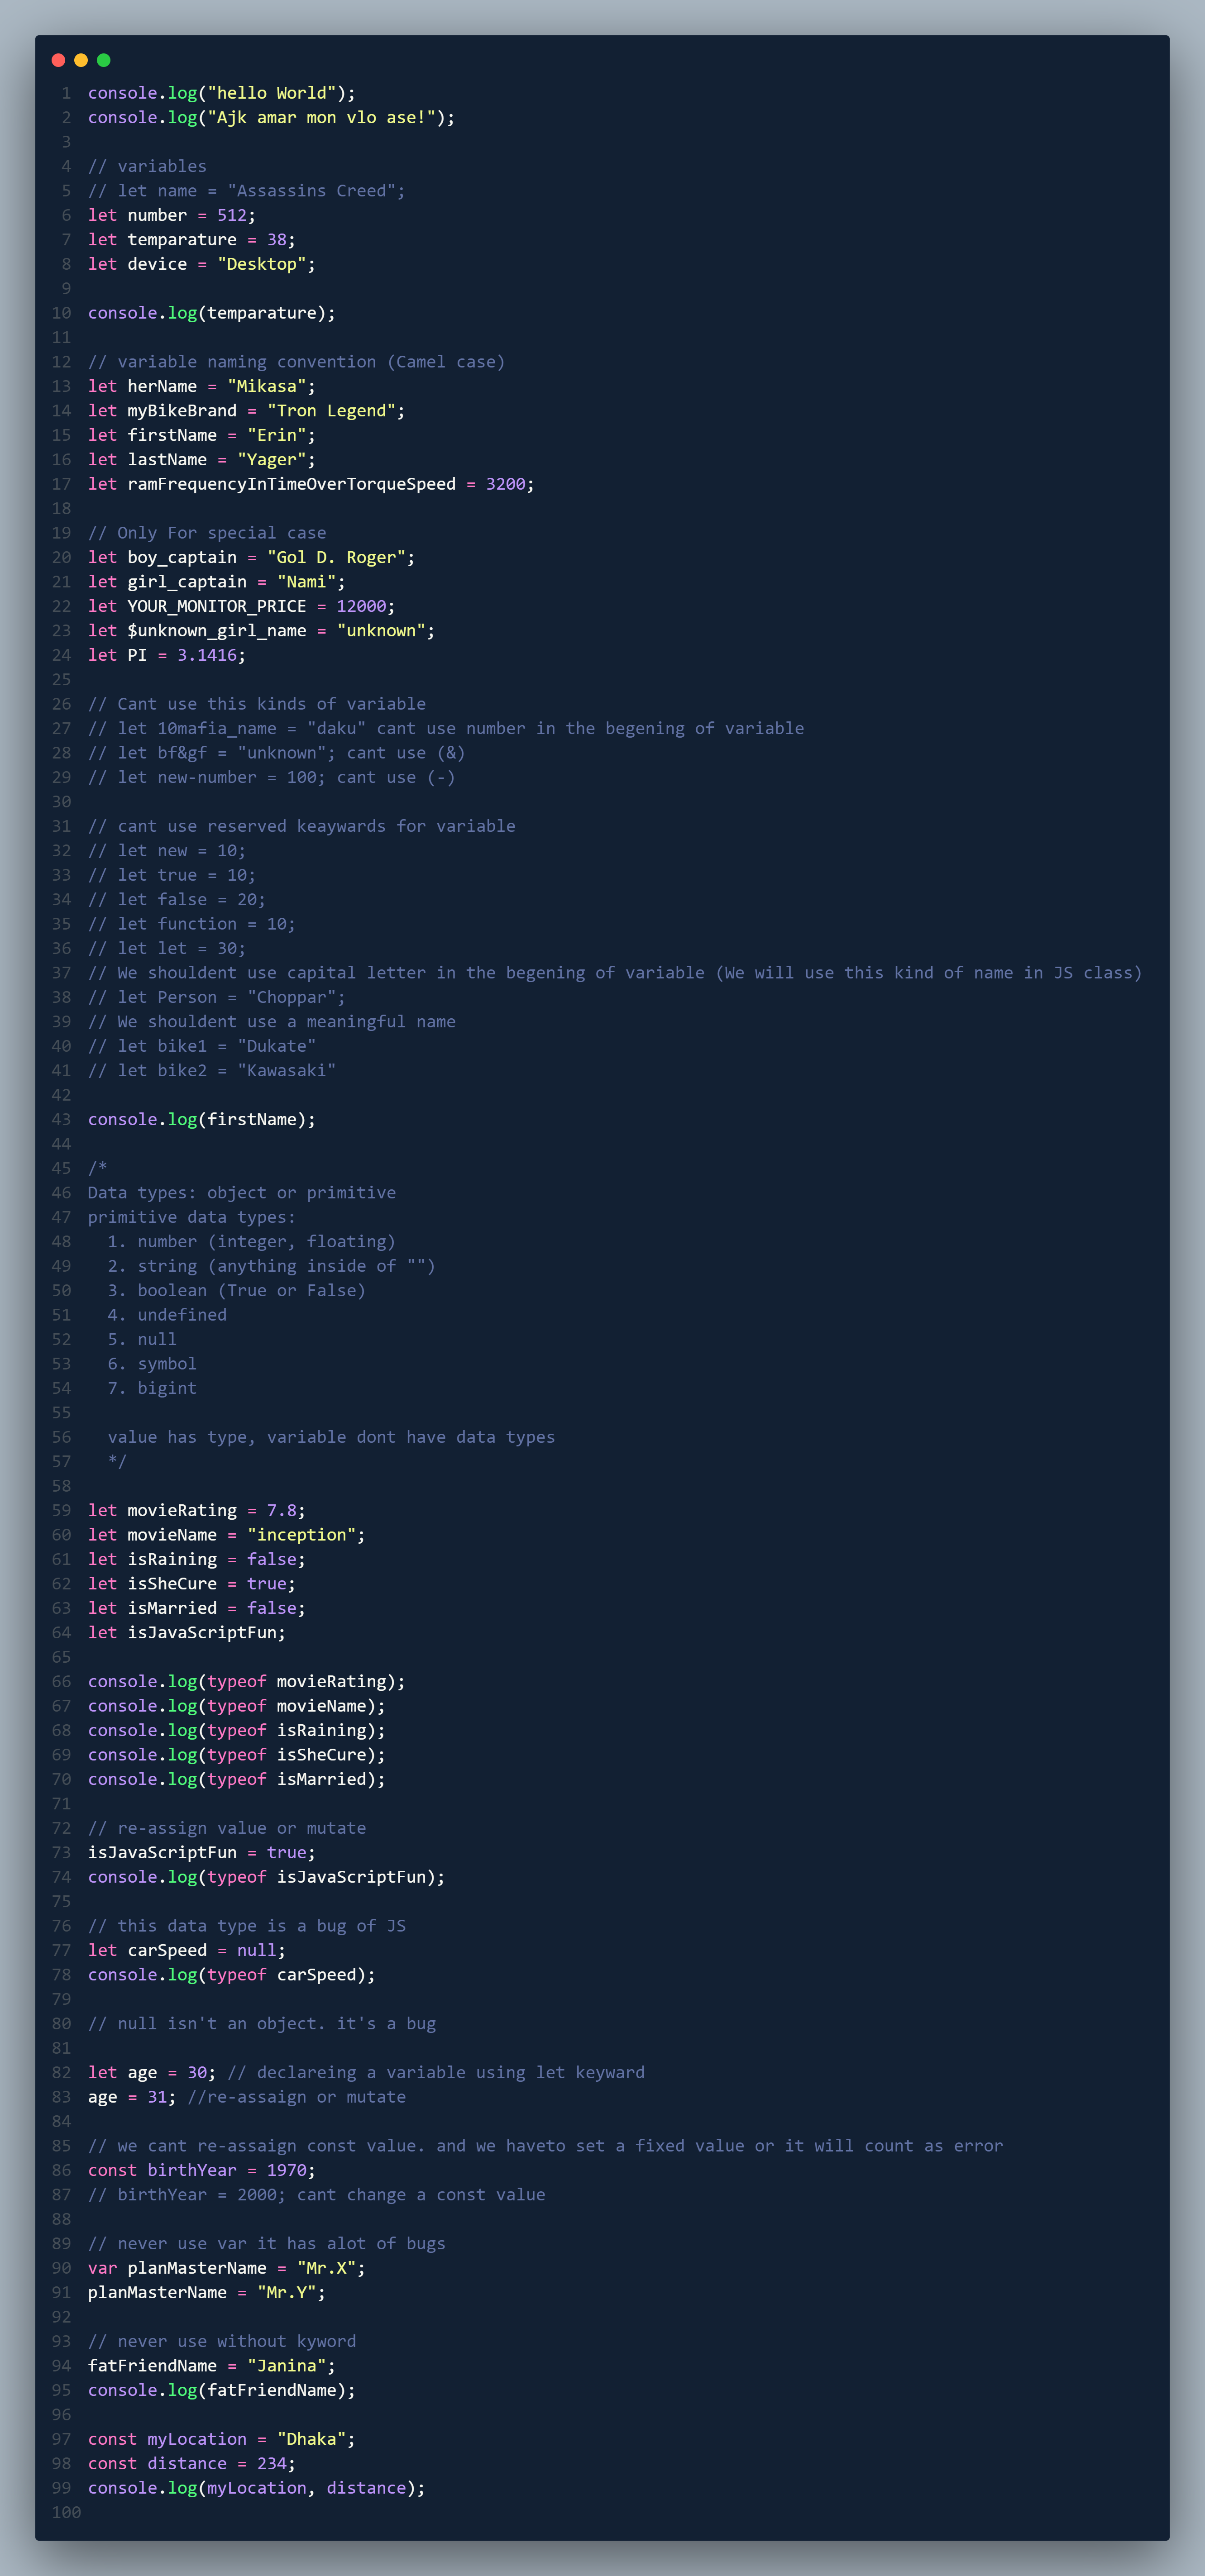 1 console.log("hello World");
2 console.log("Ajk amar mon vlo ase!");
3
4 // variables
5 // let name = "Assassins Creed";
6 let number = 512;
7 let temparature = 38;
8 let device = "Desktop";
9
10 console.log(temparature);
11
12 // variable naming convention (Camel case)
13 let herName = "Mikasa";
14 let myBikeBrand = "Tron Legend";
15 let firstName = "Erin";
16 let lastName = "Yager";
17 let ramFrequencyInTimeOverTorqueSpeed = 3200;
18
19 // Only For special case
20 let boy_captain = "Gol D. Roger";
21 let girl_captain = "Nami";
22 let YOUR_MONITOR_PRICE = 12000;
23 let $unknown_girl_name = "unknown";
24 let PI = 3.1416;
25
26 // Cant use this kinds of variable
27 // let 10mafia_name = "daku" cant use number in the begening of variable
28 // let bf&gf = "unknown"; cant use (&)
29 // let new-number = 100; cant use (-)
30
31 // cant use reserved keaywards for variable
32 // let new = 10;
33 // let true = 10;
34 // let false = 20;
35 // let function = 10;
36 // let let = 30;
37 // We shouldent use capital letter in the begening of variable (We will use this kind of name in JS class)
38 // let Person = "Choppar";
39 // We shouldent use a meaningful name
40 // let bike1 = "Dukate"
41 // let bike2 = "Kawasaki"
42
43 console.log(firstName);
44
45 /*
46 Data types: object or primitive
47 primitive data types:
48 1. number (integer, floating)
49 2. string (anything inside of "")
50 3. boolean (True or False)
51 4. undefined
52 5. null
53 6. symbol
54 7. bigint
55
56 value has type, variable dont have data types
57 */
58
59 let movieRating = 7.8;
60 let movieName = "inception";
61 let isRaining = false;
62 let isSheCure = true;
63 let isMarried = false;
64 let isJavaScriptFun;
65
66 console.log(typeof movieRating);
67 console.log(typeof movieName);
68 console.log(typeof isRaining);
69 console.log(typeof isSheCure);
70 console.log(typeof isMarried);
71
72 // re-assign value or mutate
73 isJavaScriptFun = true;
74 console.log(typeof isJavaScriptFun);
75
76 // this data type is a bug of JS
77 let carSpeed = null;
78 console.log(typeof carSpeed);
79
80 // null isn't an object. it's a bug
81
82 let age = 30; // declareing a variable using let keyward
83 age = 31; //re-assaign or mutate
84
85 // we cant re-assaign const value. and we haveto set a fixed value or it will count as error
86 const birthYear = 1970;
87 // birthYear = 2000; cant change a const value
88
89 // never use var it has alot of bugs
90 var planMasterName = "Mr.X";
91 planMasterName = "Mr.Y";
92
93 // never use without kyword
94 fatFriendName = "Janina";
95 console.log(fatFriendName);
96
97 const myLocation = "Dhaka";
98 const distance = 234;
99 console.log(myLocation, distance);
100